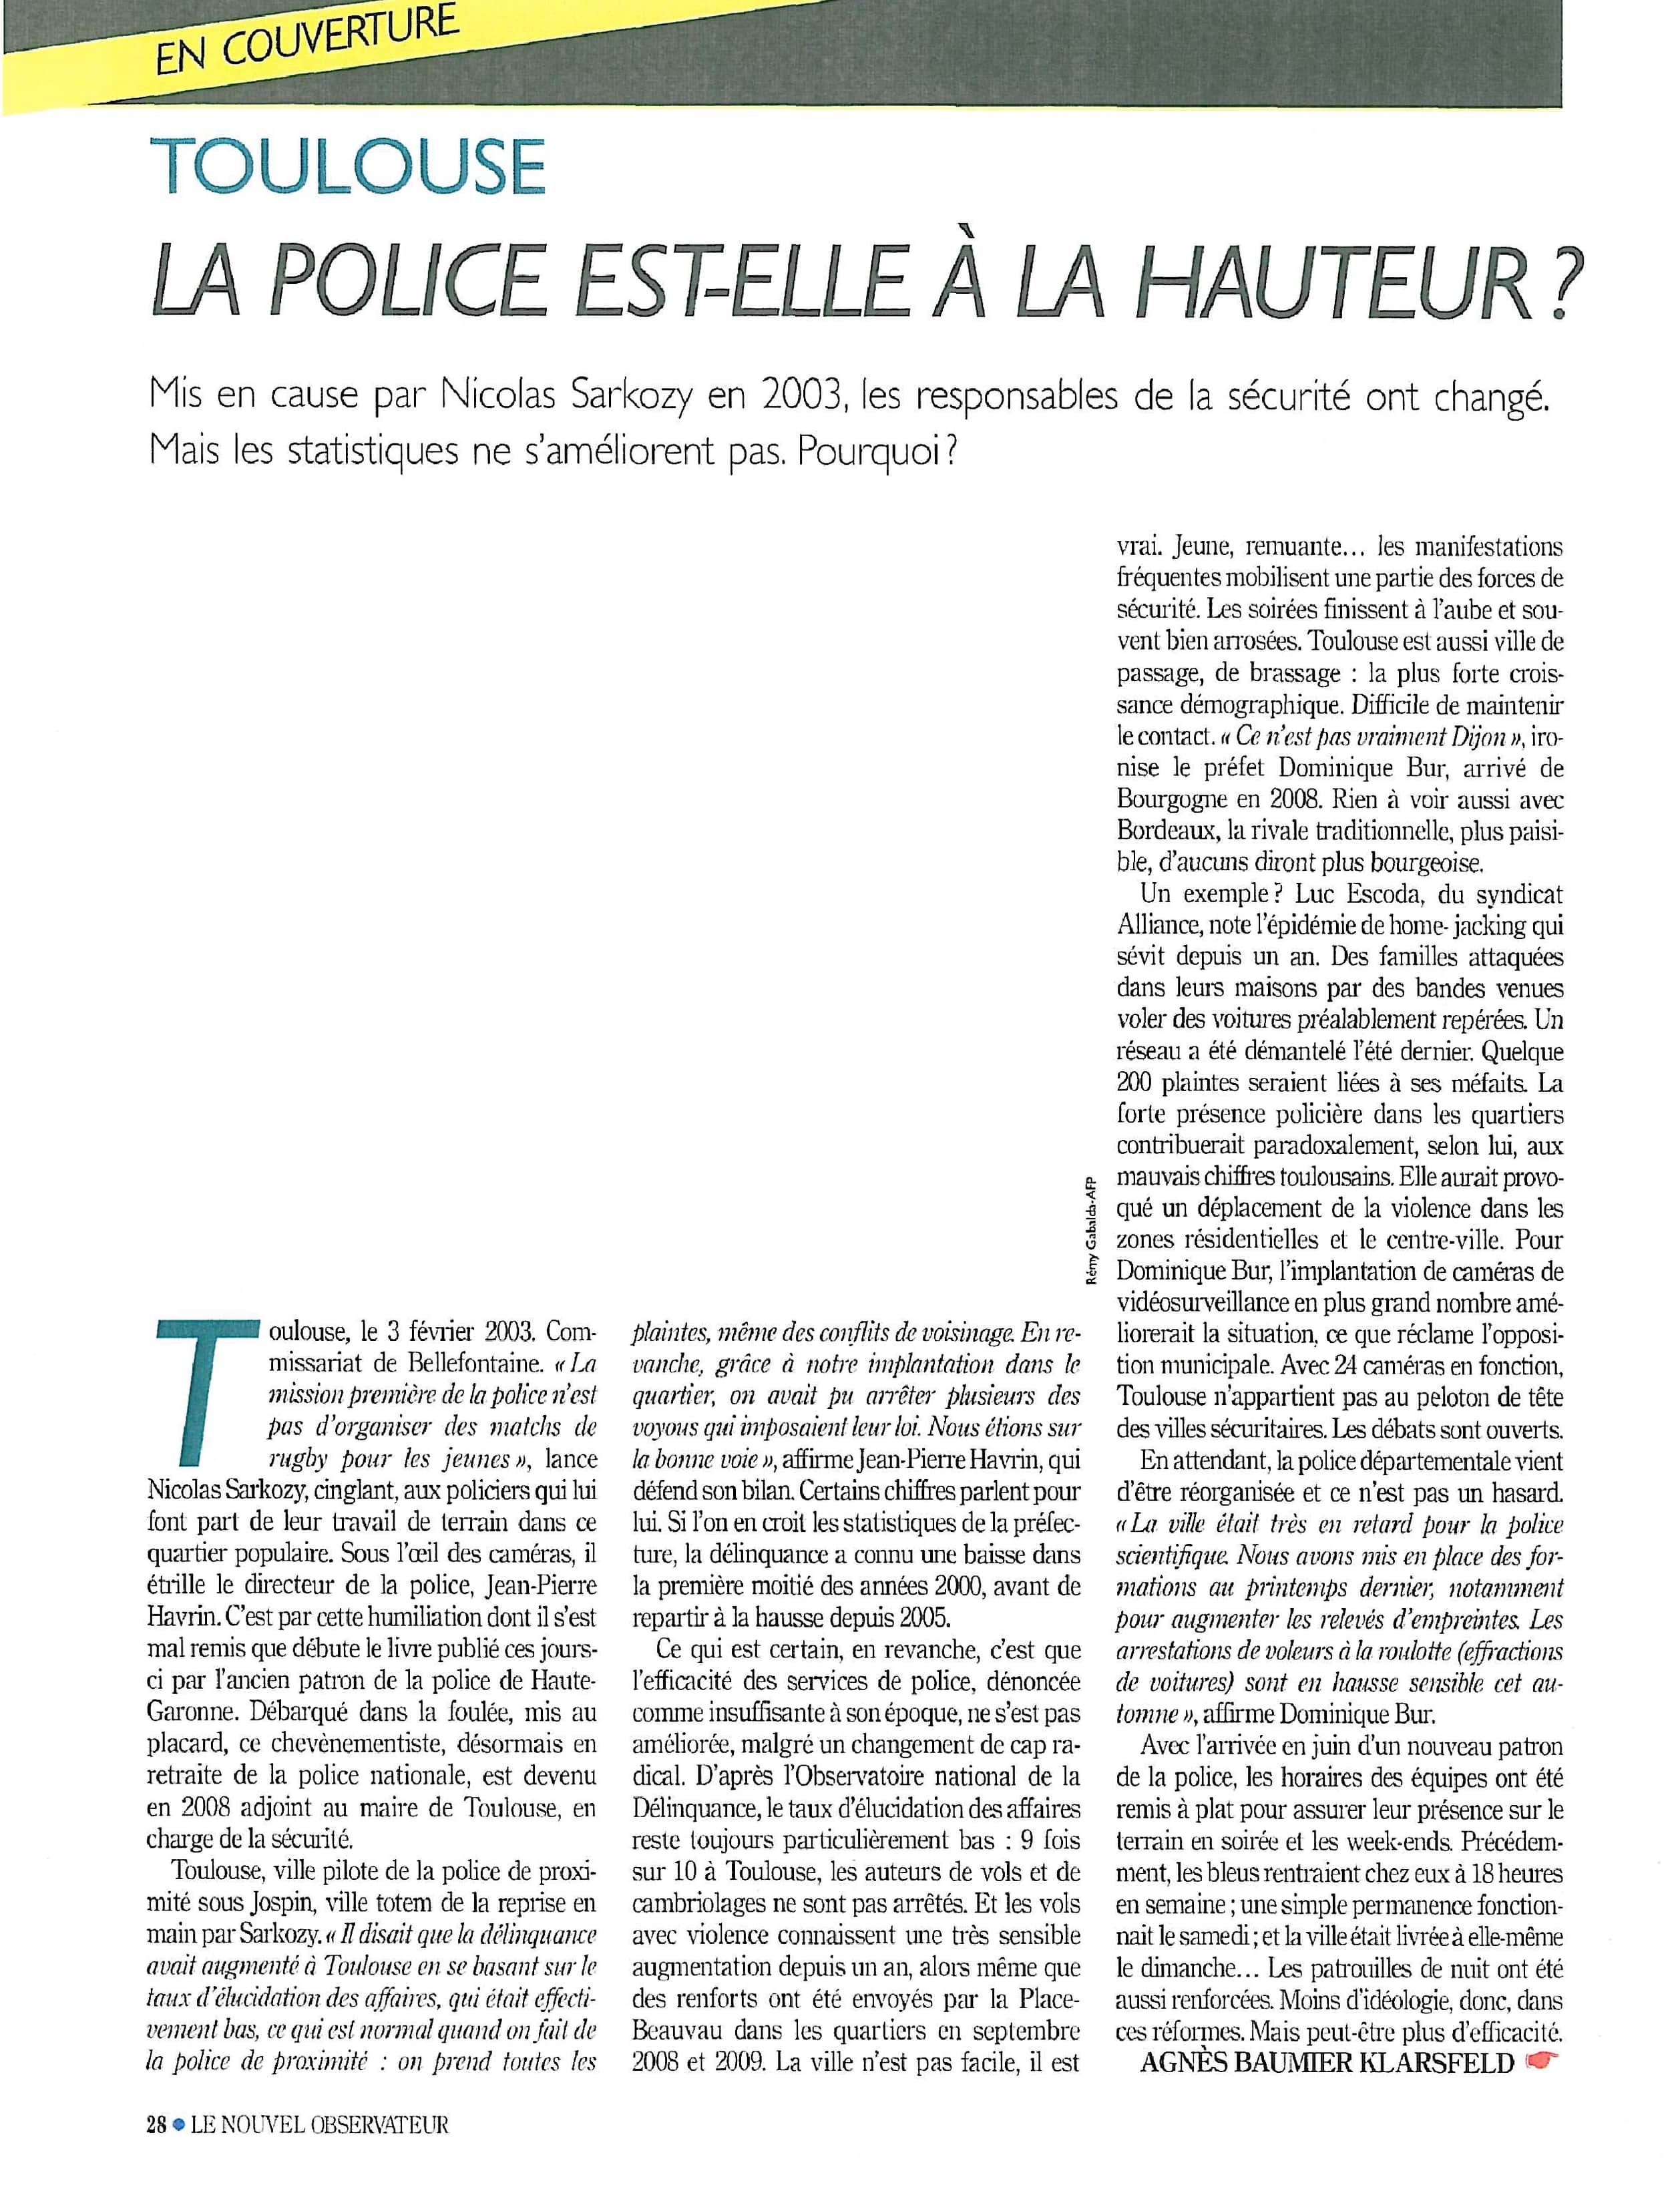 EN COUVERTURE
TOULOUSE
LA POLICE EST-ELLE À LA HAUTEUR ?
Mis en cause par Nicolas Sarkozy en 2003, les responsables de la sécurité ont changé.
Mais les statistiques ne s'améliorent pas. Pourquoi ?
Toulouse, le 3 février 2003. Com-
missariat de Bellefontaine. « La
mission première de la police n'est
pas d'organiser des matchs de
rugby pour les jeunes », lance
Nicolas Sarkozy, cinglant, aux policiers qui lui
font part de leur travail de terrain dans ce
quartier populaire. Sous l'œil des caméras, il
étrille le directeur de la police, Jean-Pierre
Havrin. C'est par cette humiliation dont il s'est
mal remis que débute le livre publié ces jours-
ci par l'ancien patron de la police de Haute-
Garonne. Débarqué dans la foulée, mis au
placard, ce chevènementiste, désormais en
retraite de la police nationale, est devenu
en 2008 adjoint au maire de Toulouse, en
charge de la sécurité.
Toulouse, ville pilote de la police de proxi-
mité sous Jospin, ville totem de la reprise en
main par Sarkozy. « Il disait que la délinquance
avait augmenté à Toulouse en se basant sur le
taux d'élucidation des affaires, qui était effecti-
vement bas, ce qui est normal quand on fait de
la police de proximité : on prend toutes les
plaintes, même des conflits de voisinage. En re-
vanche, grâce à notre implantation dans le
quartier, on avait pu arrêter plusieurs des
voyous qui imposaient leur loi. Nous étions sur
la bonne voie », affirme Jean-Pierre Havrin, qui
défend son bilan. Certains chiffres parlent pour
lui. Si l'on en croit les statistiques de la préfec-
ture, la délinquance a connu une baisse dans
la première moitié des années 2000, avant de
repartir à la hausse depuis 2005.
Ce qui est certain, en revanche, c'est que
l'efficacité des services de police, dénoncée
comme insuffisante à son époque, ne s'est pas
améliorée, malgré un changement de cap ra-
dical. D'après l'Observatoire national de la
Délinquance, le taux d'élucidation des affaires
reste toujours particulièrement bas : 9 fois
sur 10 à Toulouse, les auteurs de vols et de
cambriolages ne sont pas arrêtés. Et les vols
avec violence connaissent une très sensible
augmentation depuis un an, alors même que
des renforts ont été envoyés par la Place-
Beauvau dans les quartiers en septembre
2008 et 2009. La ville n'est pas facile, il est
Rémy Gabalda-AFP
vrai. Jeune, remuante... les manifestations
fréquentes mobilisent une partie des forces de
sécurité. Les soirées finissent à l'aube et sou-
vent bien arrosées. Toulouse est aussi ville de
passage, de brassage : la plus forte crois-
sance démographique. Difficile de maintenir
le contact. « Ce n'est pas vraiment Dijon », iro-
nise le préfet Dominique Bur, arrivé de
Bourgogne en 2008. Rien à voir aussi avec
Bordeaux, la rivale traditionnelle, plus paisi-
ble, d'aucuns diront plus bourgeoise.
Un exemple ? Luc Escoda, du syndicat
Alliance, note l'épidémie de home-jacking qui
sévit depuis un an. Des familles attaquées
dans leurs maisons par des bandes venues
voler des voitures préalablement repérées. Un
réseau a été démantelé l'été dernier. Quelque
200 plaintes seraient liées à ses méfaits. La
forte présence policière dans les quartiers
contribuerait paradoxalement, selon lui, aux
mauvais chiffres toulousains. Elle aurait provo-
qué un déplacement de la violence dans les
zones résidentielles et le centre-ville. Pour
Dominique Bur, l'implantation de caméras de
vidéosurveillance en plus grand nombre amé-
liorerait la situation, ce que réclame l'opposi-
tion municipale. Avec 24 caméras en fonction,
Toulouse n'appartient pas au peloton de tête
des villes sécuritaires. Les débats sont ouverts.
En attendant, la police départementale vient
d'être réorganisée et ce n'est pas un hasard.
« La ville était très en retard pour la police
scientifique. Nous avons mis en place des for-
mations au printemps dernier, notamment
pour augmenter les relevés d'empreintes. Les
arrestations de voleurs à la roulotte (effractions
de voitures) sont en hausse sensible cet au-
tomne », affirme Dominique Bur.
Avec l'arrivée en juin d'un nouveau patron
de la police, les horaires des équipes ont été
remis à plat pour assurer leur présence sur le
terrain en soirée et les week-ends. Précédem-
ment, les bleus rentraient chez eux à 18 heures
en semaine ; une simple permanence fonction-
nait le samedi ; et la ville était livrée à elle-même
le dimanche... Les patrouilles de nuit ont été
aussi renforcées. Moins d'idéologie, donc, dans
ces réformes. Mais peut-être plus d'efficacité.
AGNÈS BAUMIER KLARSFELD
28 • LE NOUVEL OBSERVATEUR